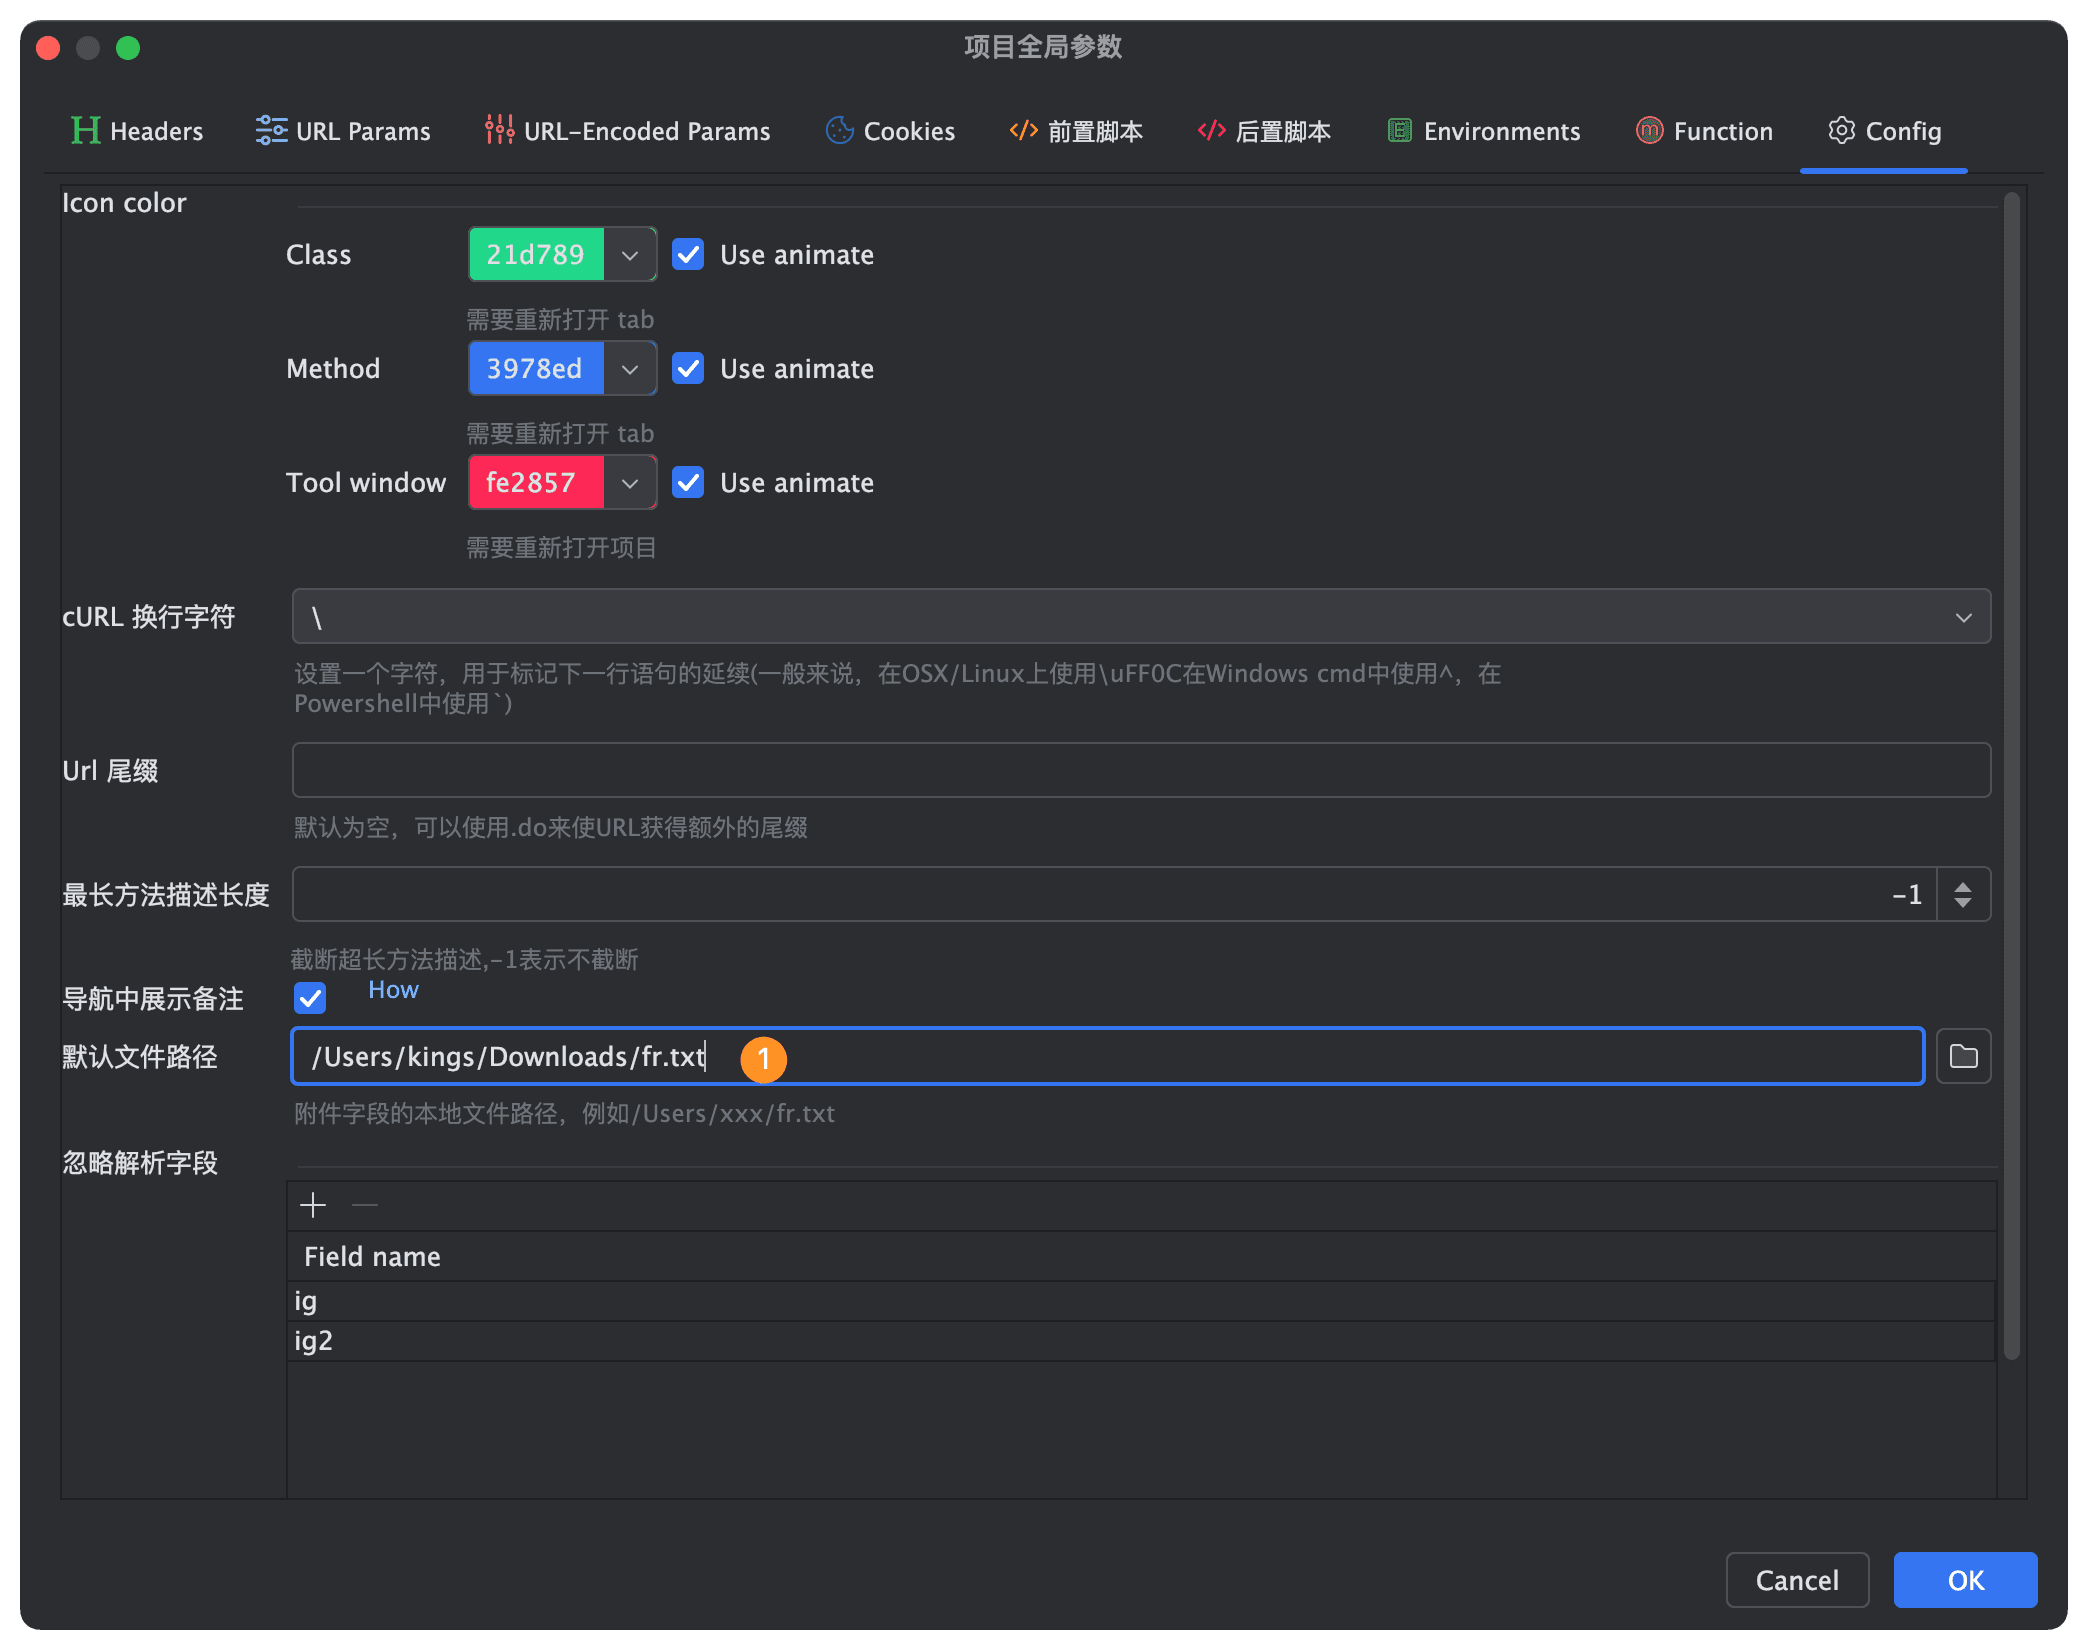 项目全局参数
Headers
URL Params
URL-Encoded Params
Cookies
前置脚本
后置脚本
Environments
Function
Config
Icon color
Class
21d789
Use animate
需要重新打开 tab
Method
3978ed
Use animate
需要重新打开 tab
Tool window
fe2857
Use animate
需要重新打开项目
cURL 换行字符
\
设置一个字符，用于标记下一行语句的延续(一般来说，在OSX/Linux上使用\uFF0C在Windows cmd中使用^，在
Powershell中使用`)
Url 尾缀
默认为空，可以使用.do来使URL获得额外的尾缀
最长方法描述长度
-1
截断超长方法描述,-1表示不截断
导航中展示备注
How
默认文件路径
/Users/kings/Downloads/fr.txt
1
附件字段的本地文件路径，例如/Users/xxx/fr.txt
忽略解析字段
Field name
ig
ig2
Cancel
OK